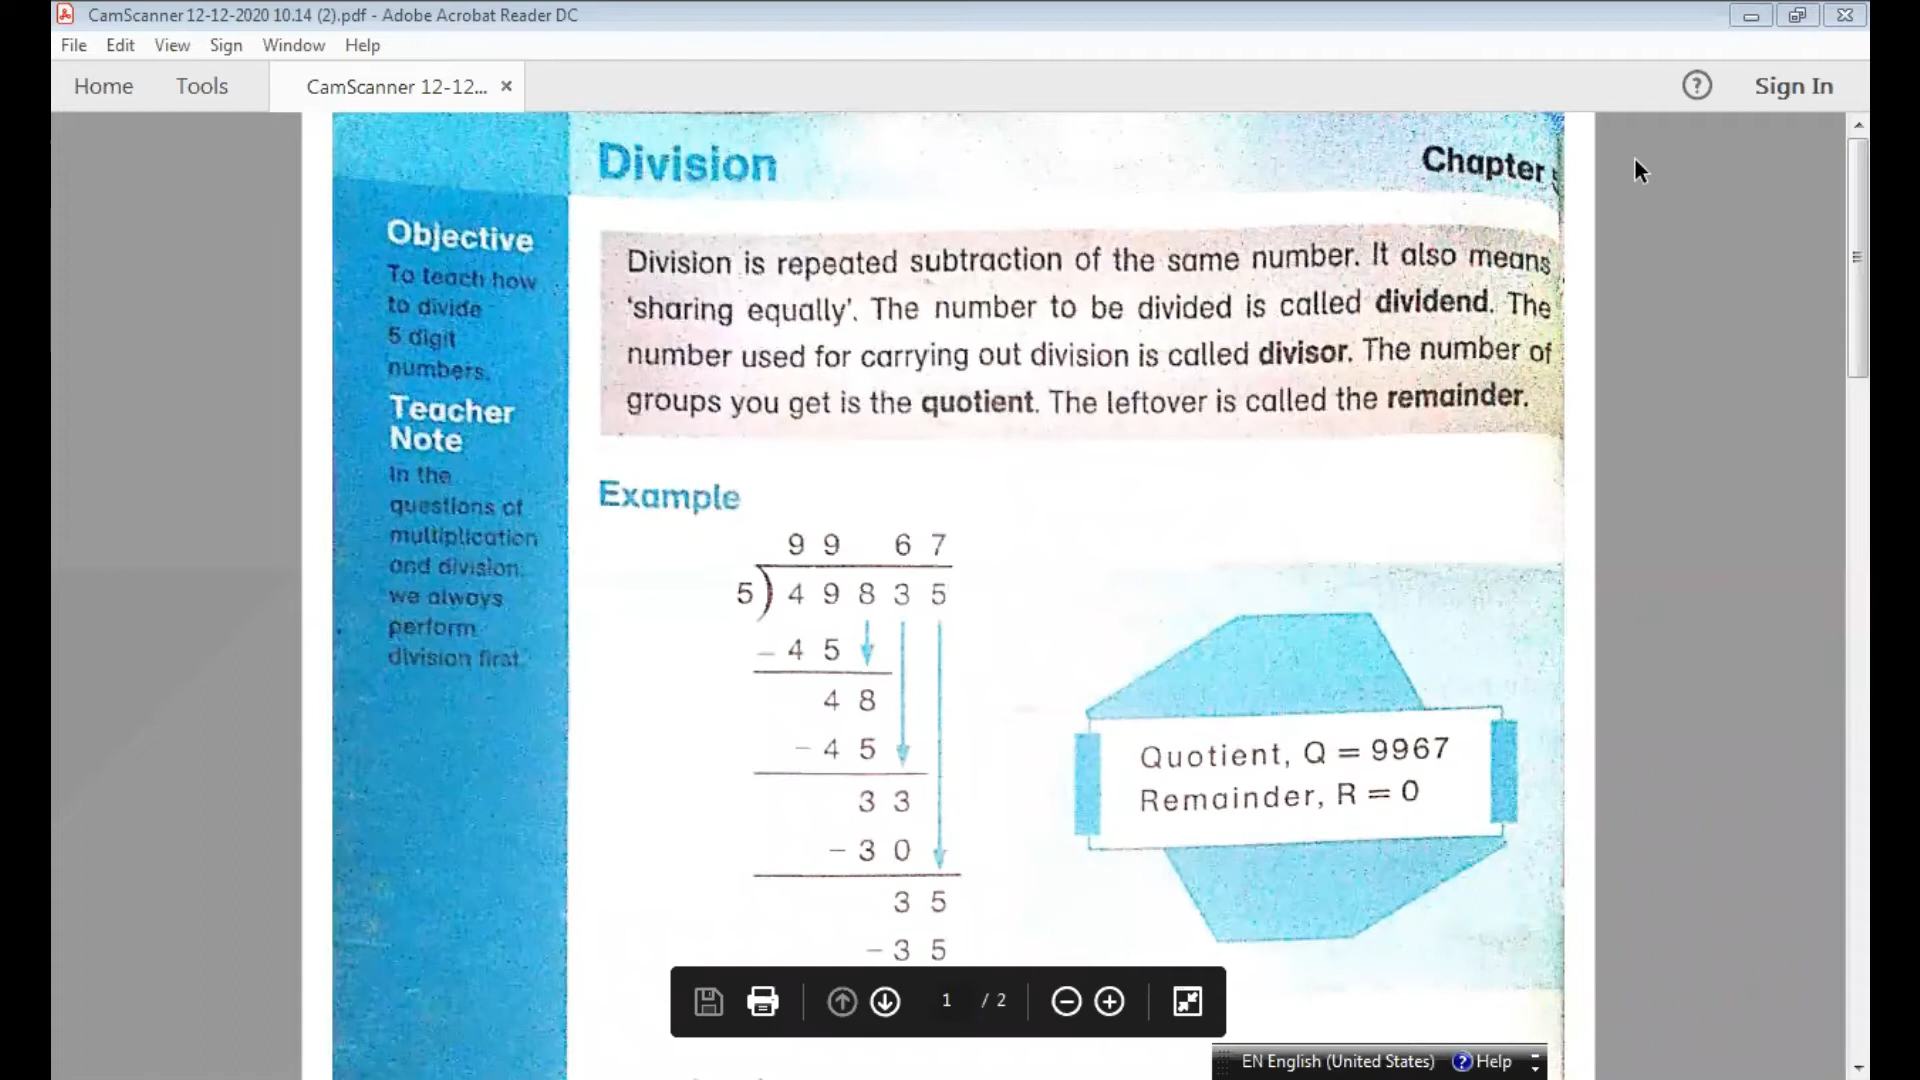 CamScanner 12-12-2020 10.14 (2).pdf - Adobe Acrobat Reader DC
File Edit View Sign Window Help
Home Tools CamScanner 12-12... × ? Sign In
Division
Chapter
Objective
To teach how
to divide
5 digit
numbers.
Teacher
Note
In the
questions of
multiplication
and division,
we always
perform
division first.
Division is repeated subtraction of the same number. It also means
‘sharing equally’. The number to be divided is called dividend. The
number used for carrying out division is called divisor. The number of
groups you get is the quotient. The leftover is called the remainder.
Example
9 9 6 7
5) 4 9 8 3 5
– 4 5
4 8
– 4 5
3 3
– 3 0
3 5
– 3 5
Quotient, Q = 9967
Remainder, R = 0
1 / 2
EN English (United States) ? Help